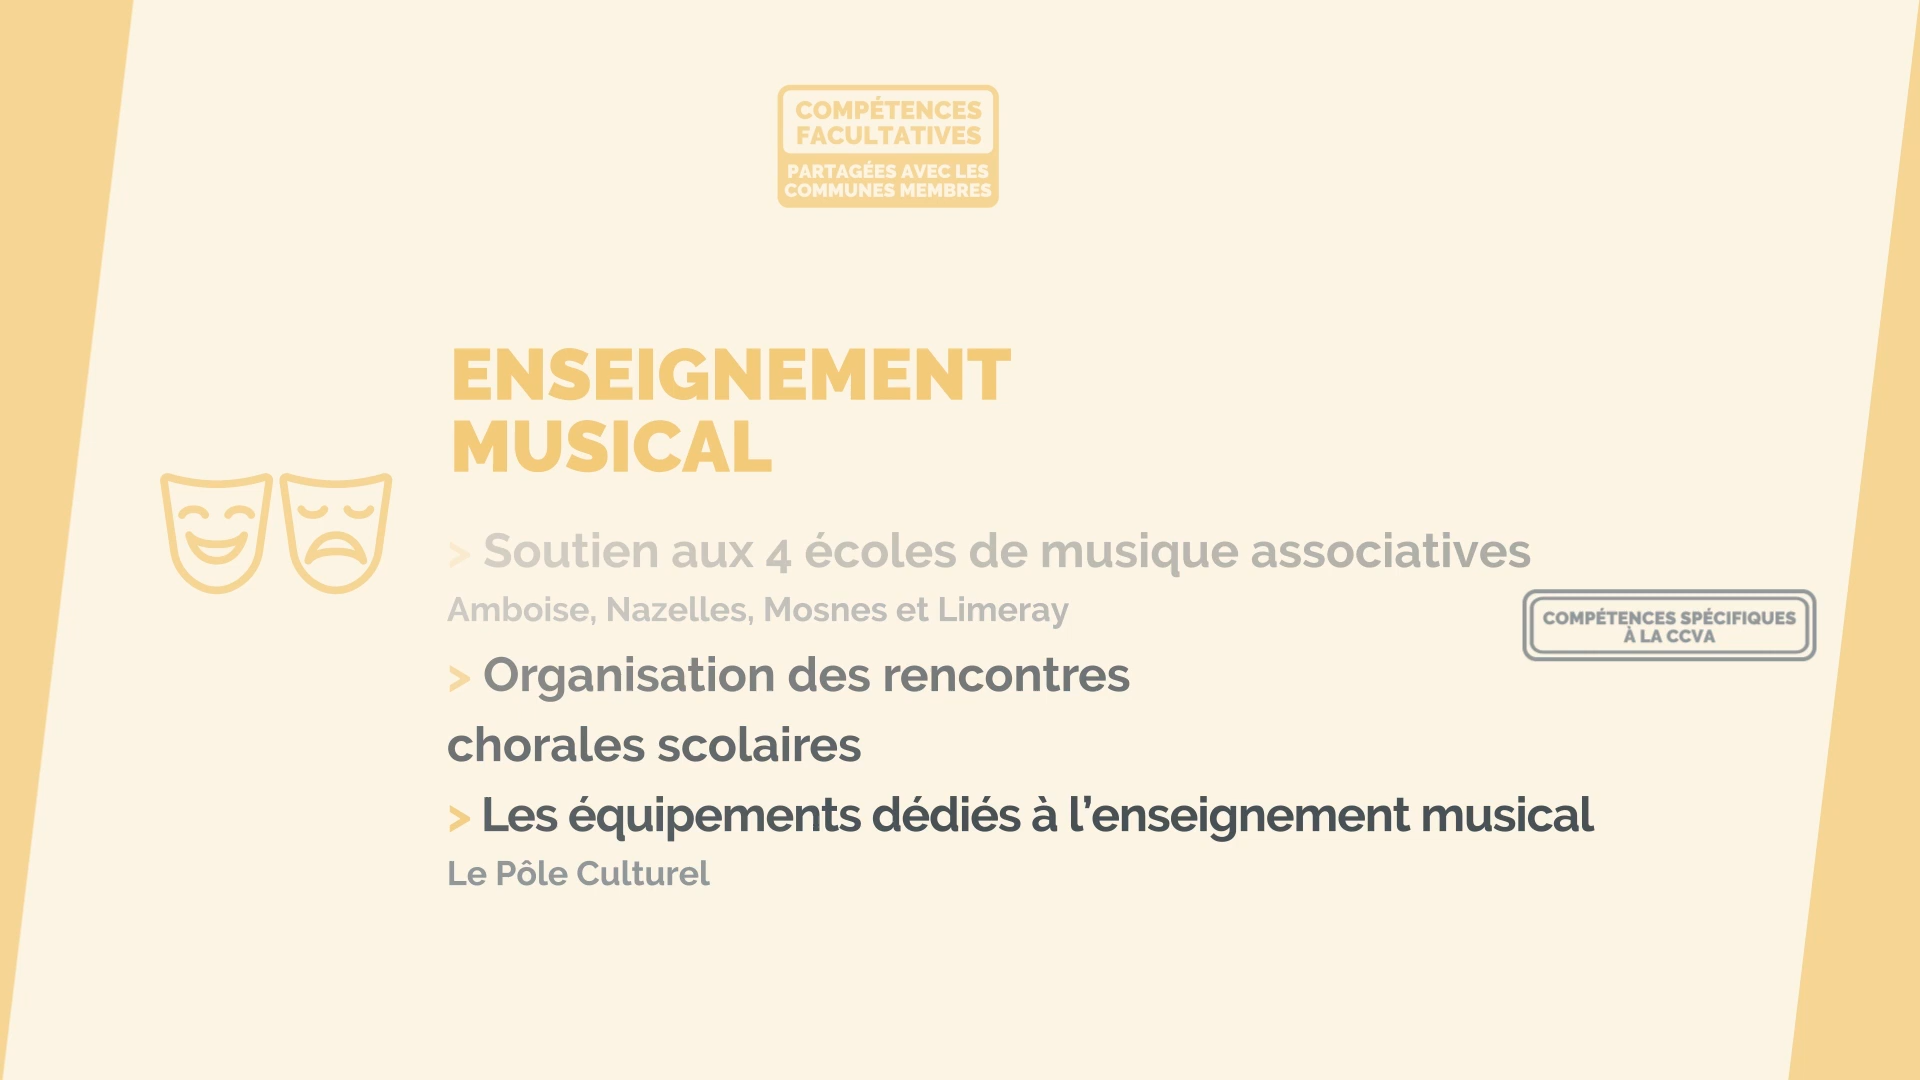 COMPÉTENCES
FACULTATIVES
PARTAGÉES AVEC LES
COMMUNES MEMBRES
ENSEIGNEMENT
MUSICAL
> Soutien aux 4 écoles de musique associatives
Amboise, Nazelles, Mosnes et Limeray
COMPÉTENCES SPÉCIFIQUES
À LA CCVA
> Organisation des rencontres
chorales scolaires
> Les équipements dédiés à l’enseignement musical
Le Pôle Culturel